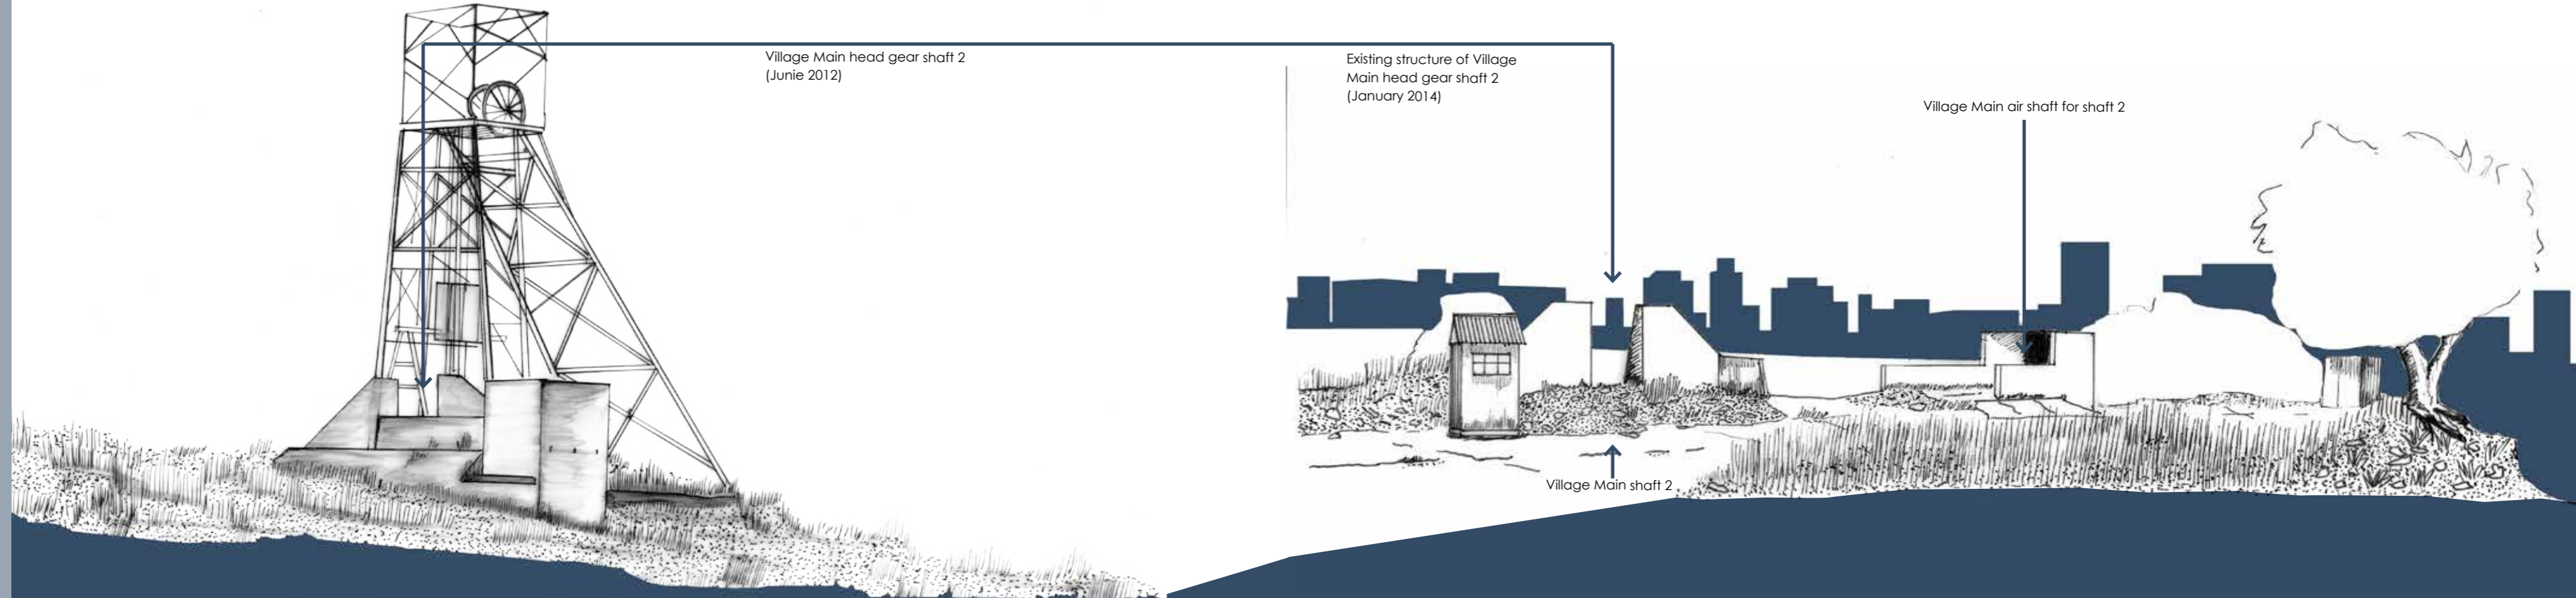 Village Main head gear shaft 2
(Junie 2012)
Existing structure of Village
Main head gear shaft 2
(January 2014)
Village Main air shaft for shaft 2
Village Main shaft 2